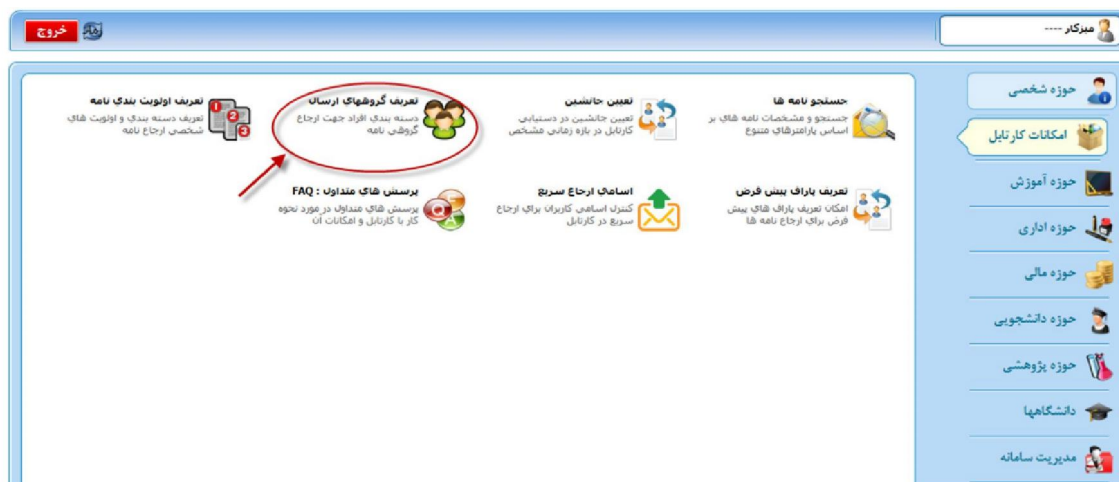 میزکار ----
خروج
حوزه شخصی
امکانات کارتابل
حوزه آموزش
حوزه اداری
حوزه مالی
حوزه دانشجویی
حوزه پژوهشی
دانشگاهها
مدیریت سامانه
جستجو نامه ها
جستجو و مشخصات نامه های بر
اساس پارامترهای متنوع
تعیین جانشین
تعیین جانشین در دستیابی
کارتابل در بازه زمانی مشخص
تعریف گروههای ارسال
دسته بندی افراد جهت ارجاع
گروهی نامه
تعریف اولویت بندی نامه
تعریف دسته بندی و اولویت های
شخصی ارجاع نامه
تعریف پاراف پیش فرض
امکان تعریف پاراف های پیش
فرض برای ارجاع نامه ها
اسامی ارجاع سریع
کنترل اسامی کاربران برای ارجاع
سریع در کارتابل
پرسش های متداول : FAQ
پرسش های متداول در مورد نحوه
کار با کارتابل و امکانات آن
1
2
3
Q
A